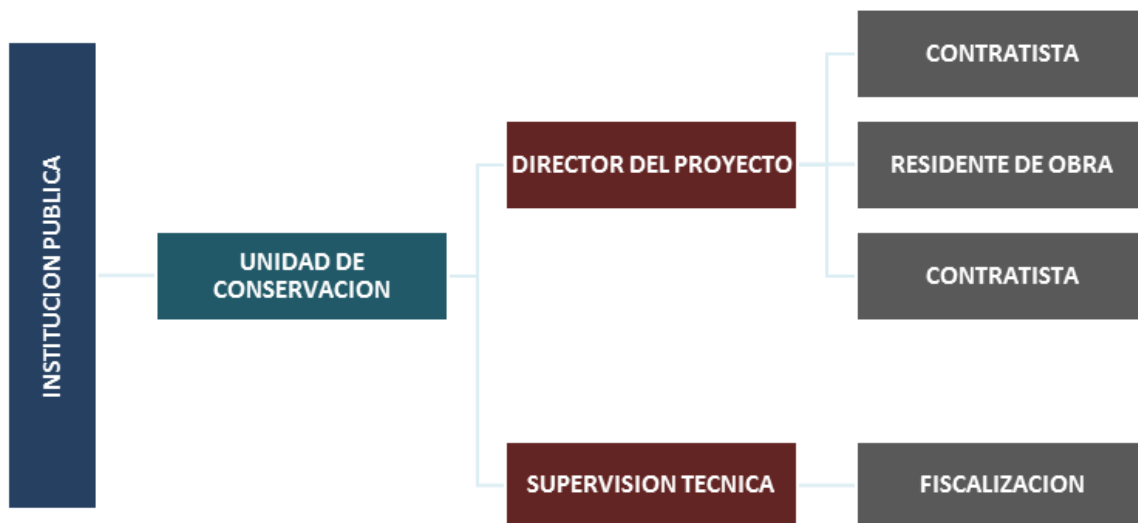 INSTITUCION PUBLICA
UNIDAD DE
CONSERVACION
DIRECTOR DEL PROYECTO
CONTRATISTA
RESIDENTE DE OBRA
CONTRATISTA
SUPERVISION TECNICA
FISCALIZACION